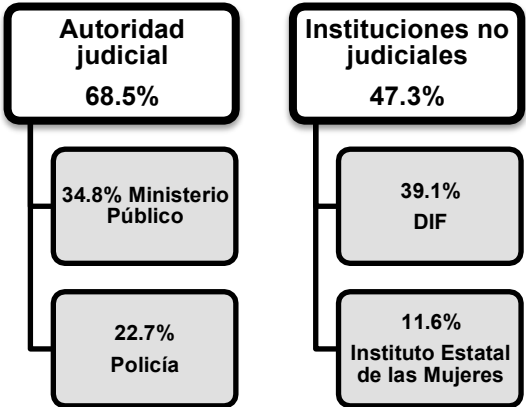 Autoridad
judicial
68.5%
34.8% Ministerio
Público
22.7%
Policía
Instituciones no
judiciales
47.3%
39.1%
DIF
11.6%
Instituto Estatal
de las Mujeres